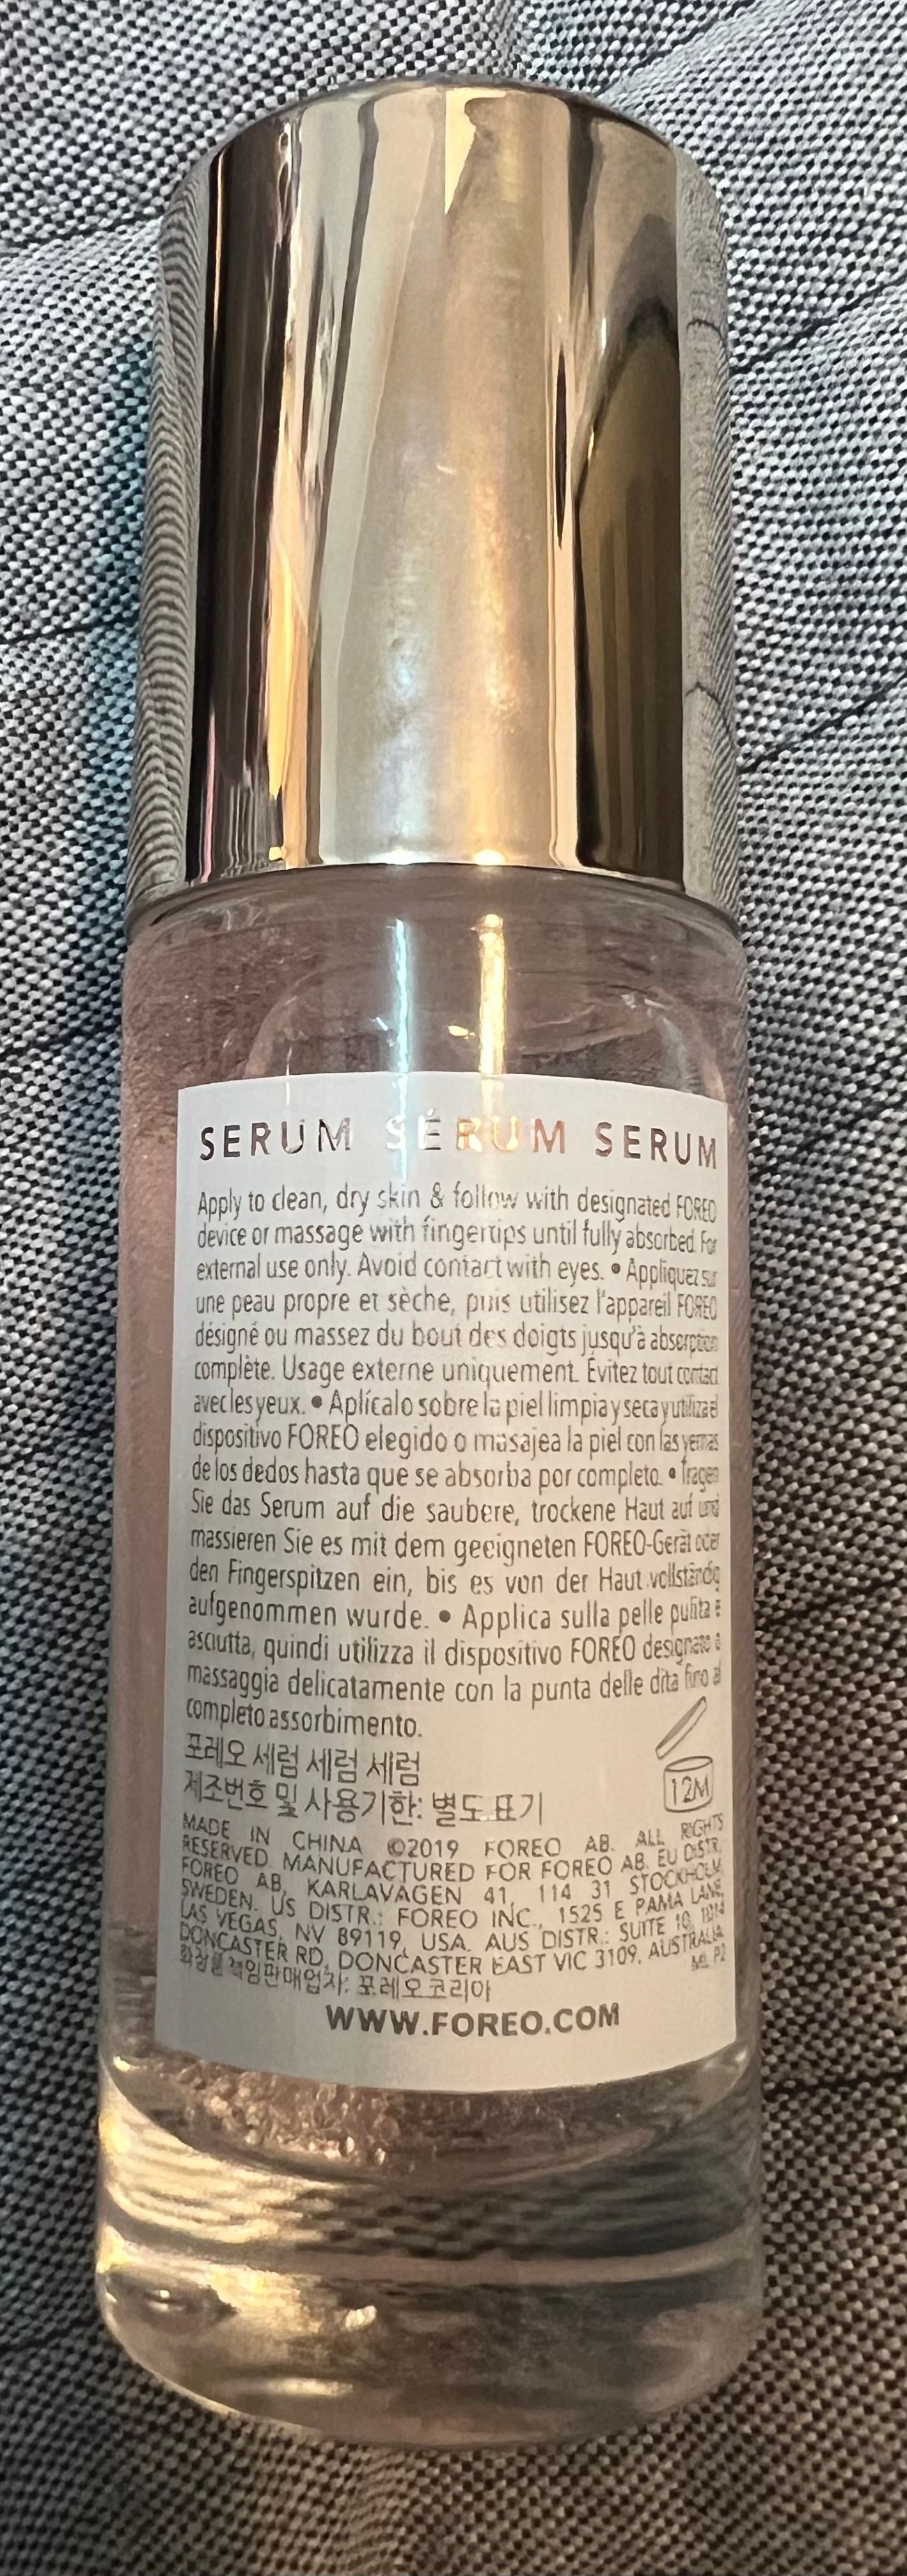 SERUM SÉRUM SERUM
Apply to clean, dry skin & follow with designated FOREO
device or massage with fingertips until fully absorbed. For
external use only. Avoid contact with eyes. • Appliquez sur
une peau propre et sèche, puis utilisez l'appareil FOREO
désigné ou massez du bout des doigts jusqu'à absorption
complète. Usage externe uniquement. Évitez tout contact
avec les yeux. • Aplícalo sobre la piel limpia y seca y utiliza el
dispositivo FOREO elegido o masajea la piel con las yemas
de los dedos hasta que se absorba por completo. • Tragen
Sie das Serum auf die saubere, trockene Haut auf und
massieren Sie es mit dem geeigneten FOREO-Gerät oder
den Fingerspitzen ein, bis es von der Haut vollständig
aufgenommen wurde. • Applica sulla pelle pulita e
asciutta, quindi utilizza il dispositivo FOREO designato o
massaggia delicatamente con la punta delle dita fino al
completo assorbimento.
포레오 세럼 세럼 세럼
제조번호 및 사용기한: 별도 표기
12M
MADE IN CHINA ©2019 FOREO AB. ALL RIGHTS
RESERVED. MANUFACTURED FOR FOREO AB. EU DISTR.
FOREO AB, KARLAVÄGEN 41, 114 31 STOCKHOLM,
SWEDEN. US DISTR.: FOREO INC., 1525 E PAMA LANE,
LAS VEGAS, NV 89119, USA. AUS DISTR.: SUITE 10, 1014
DONCASTER RD, DONCASTER EAST VIC 3109, AUSTRALIA
화장품책임판매업자: 포레오코리아
WWW.FOREO.COM